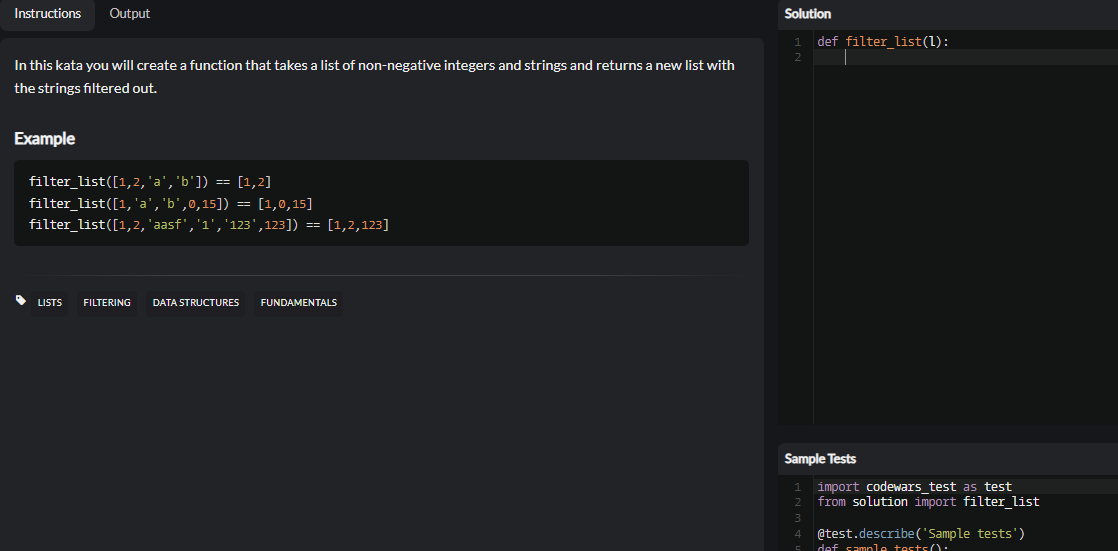 Instructions
Output
In this kata you will create a function that takes a list of non-negative integers and strings and returns a new list with
the strings filtered out.
Example
filter_list([1,2,'a','b']) == [1,2]
filter_list([1,'a','b',0,15]) == [1,0,15]
filter_list([1,2,'aasf','1','123',123]) == [1,2,123]
LISTS
FILTERING
DATA STRUCTURES
FUNDAMENTALS
Solution
1 def filter_list(l):
2
Sample Tests
1 import codewars_test as test
2 from solution import filter_list
3
4 @test.describe('Sample tests')
5 def sample_tests():